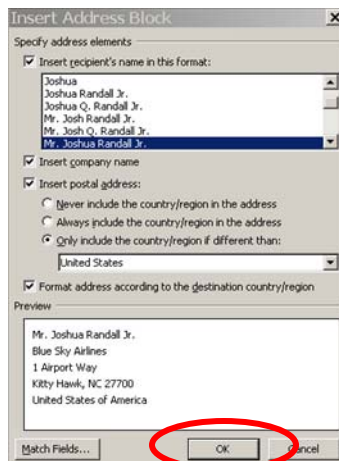 Insert Address Block
Specify address elements
Insert recipient's name in this format:
Joshua
Joshua Randall Jr.
Joshua Q. Randall Jr.
Mr. Josh Randall Jr.
Mr. Josh Q. Randall Jr.
Mr. Joshua Randall Jr.
Insert company name
Insert postal address:
Never include the country/region in the address
Always include the country/region in the address
Only include the country/region if different than:
United States
Format address according to the destination country/region
Preview
Mr. Joshua Randall Jr.
Blue Sky Airlines
1 Airport Way
Kitty Hawk, NC 27700
United States of America
Match Fields... OK Cancel